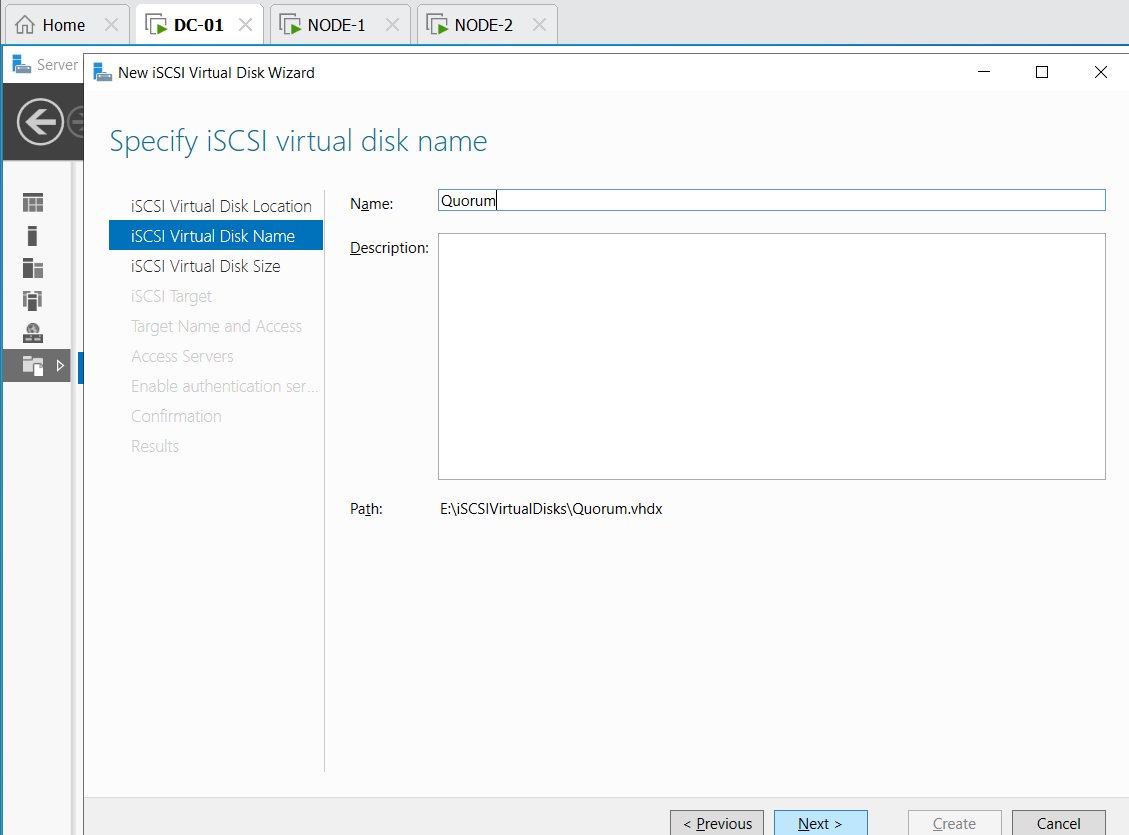 Home DC-01 NODE-1 NODE-2
Server
New iSCSI Virtual Disk Wizard
Specify iSCSI virtual disk name
iSCSI Virtual Disk Location
iSCSI Virtual Disk Name
iSCSI Virtual Disk Size
iSCSI Target
Target Name and Access
Access Servers
Enable authentication ser...
Confirmation
Results
Name: Quorum
Description:
Path: E:\iSCSIVirtualDisks\Quorum.vhdx
< Previous Next > Create Cancel